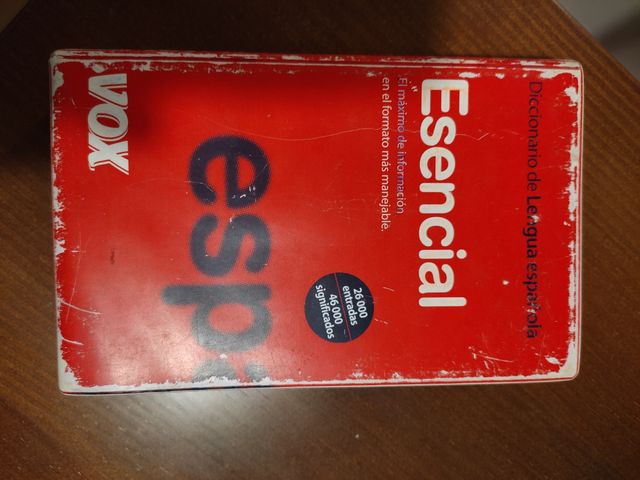 Diccionario de Lengua española
Esencial
El máximo de información
en el formato más manejable.
26 000
entradas
46 000
significados
espa
VOX